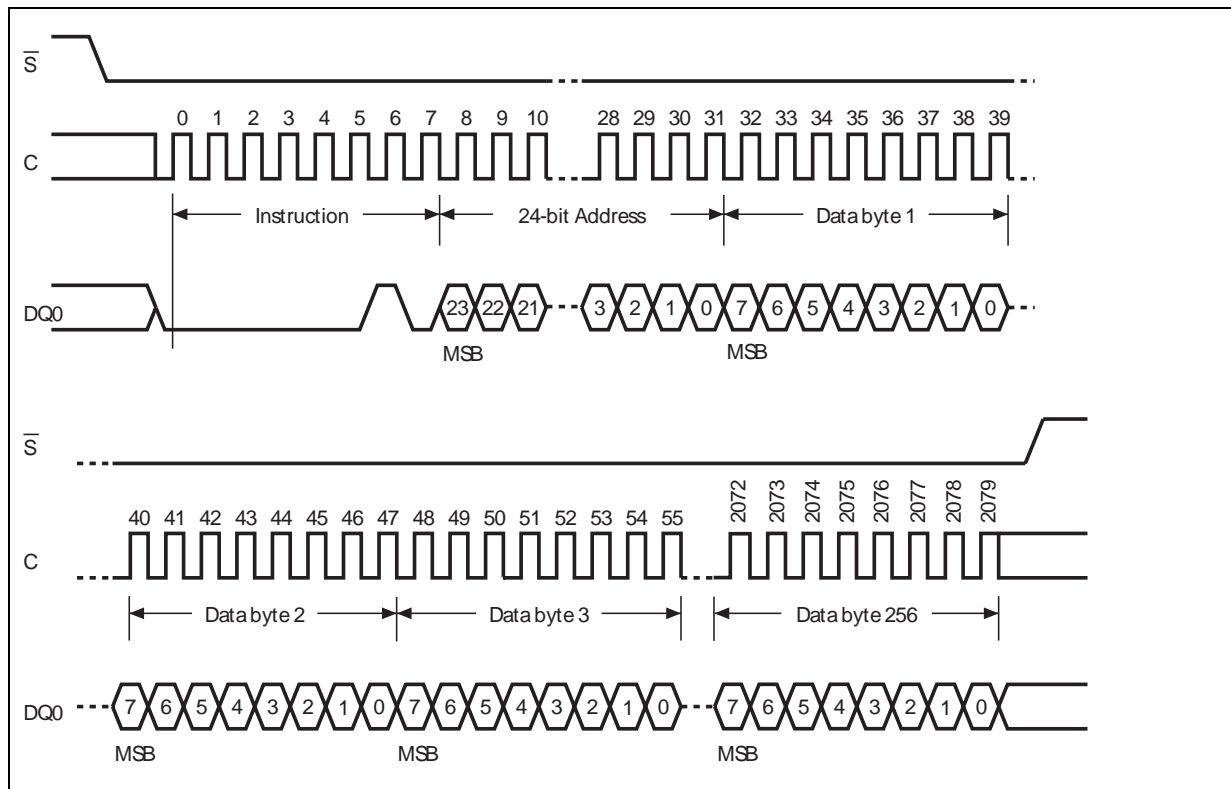 S
0 1 2 3 4 5 6 7 8 9 10 28 29 30 31 32 33 34 35 36 37 38 39
C
Instruction 24-bit Address Data byte 1
DQ0 23 22 21 3 2 1 0 7 6 5 4 3 2 1 0
MSB MSB
S
40 41 42 43 44 45 46 47 48 49 50 51 52 53 54 55 2072 2073 2074 2075 2076 2077 2078 2079
C
Data byte 2 Data byte 3 Data byte 256
DQ0 7 6 5 4 3 2 1 0 7 6 5 4 3 2 1 0 7 6 5 4 3 2 1 0
MSB MSB MSB